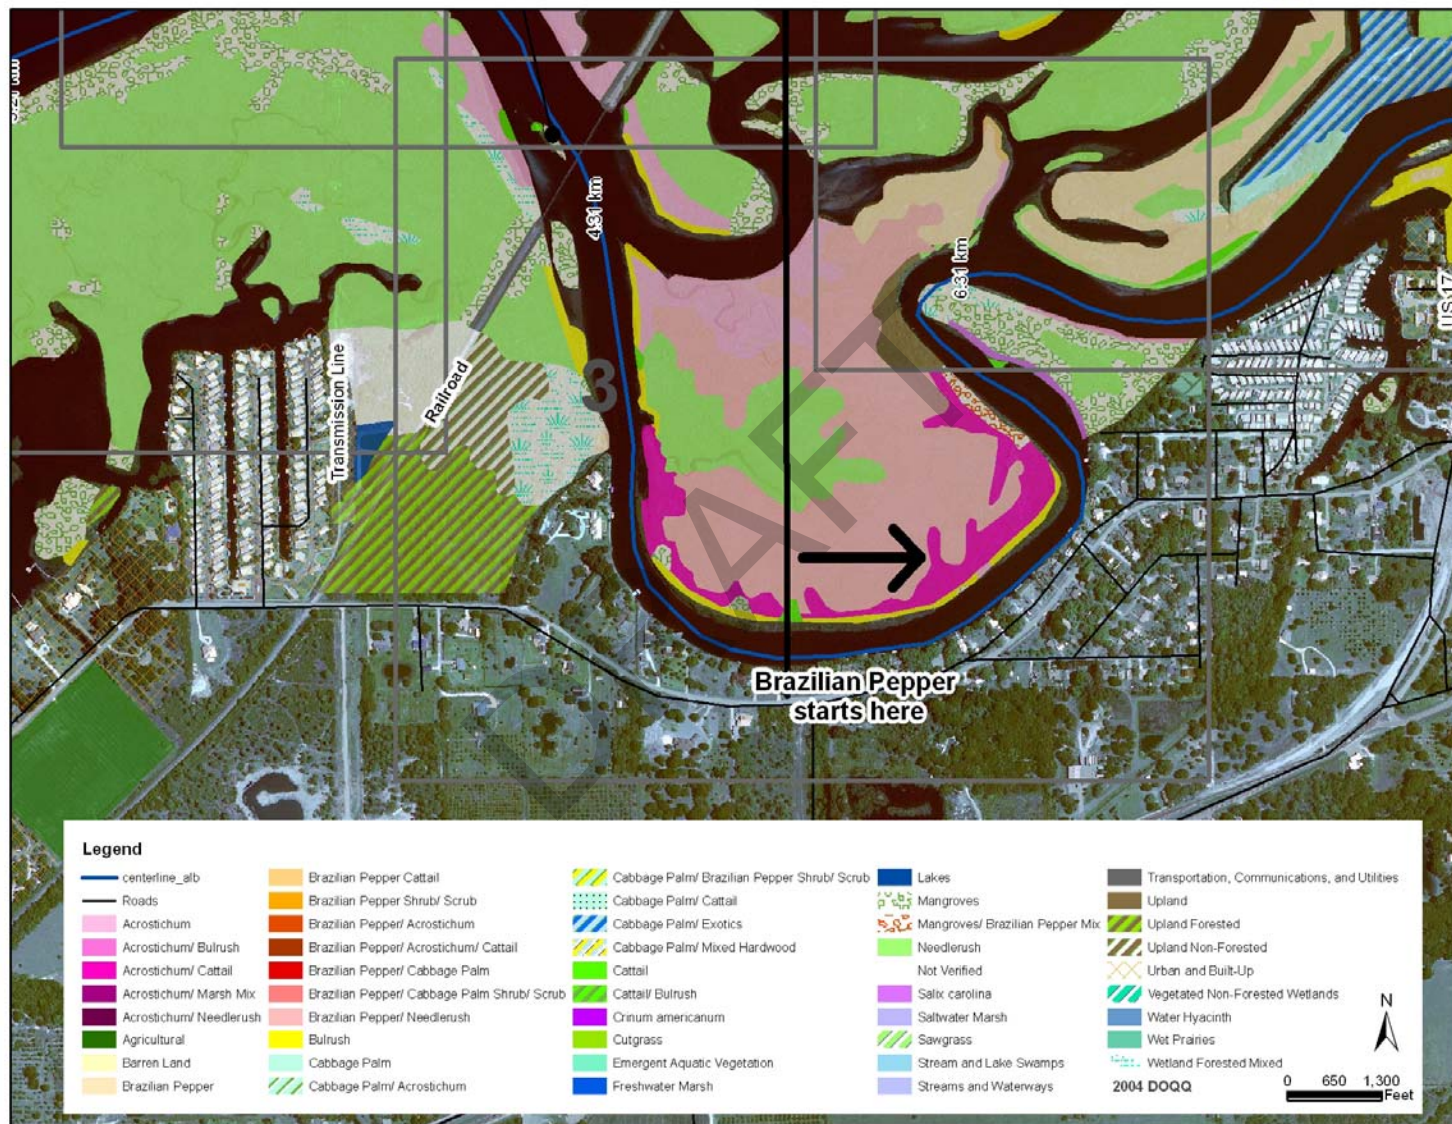 4.31 km
6.31 km
US 17
3
Railroad
Transmission Line
DRAFT
Brazilian Pepper
starts here
Legend
centerline_alb
Roads
Acrostichum
Acrostichum/ Bulrush
Acrostichum/ Cattail
Acrostichum/ Marsh Mix
Acrostichum/ Needlerush
Agricultural
Barren Land
Brazilian Pepper
Brazilian Pepper Cattail
Brazilian Pepper Shrub/ Scrub
Brazilian Pepper/ Acrostichum
Brazilian Pepper/ Acrostichum/ Cattail
Brazilian Pepper/ Cabbage Palm
Brazilian Pepper/ Cabbage Palm Shrub/ Scrub
Brazilian Pepper/ Needlerush
Bulrush
Cabbage Palm
Cabbage Palm/ Acrostichum
Cabbage Palm/ Brazilian Pepper Shrub/ Scrub
Cabbage Palm/ Cattail
Cabbage Palm/ Exotics
Cabbage Palm/ Mixed Hardwood
Cattail
Cattail/ Bulrush
Crinum americanum
Cutgrass
Emergent Aquatic Vegetation
Freshwater Marsh
Lakes
Mangroves
Mangroves/ Brazilian Pepper Mix
Needlerush
Not Verified
Salix carolina
Saltwater Marsh
Sawgrass
Stream and Lake Swamps
Streams and Waterways
Transportation, Communications, and Utilities
Upland
Upland Forested
Upland Non-Forested
Urban and Built-Up
Vegetated Non-Forested Wetlands
Water Hyacinth
Wet Prairies
Wetland Forested Mixed
2004 DOQQ
N
0 650 1,300
Feet